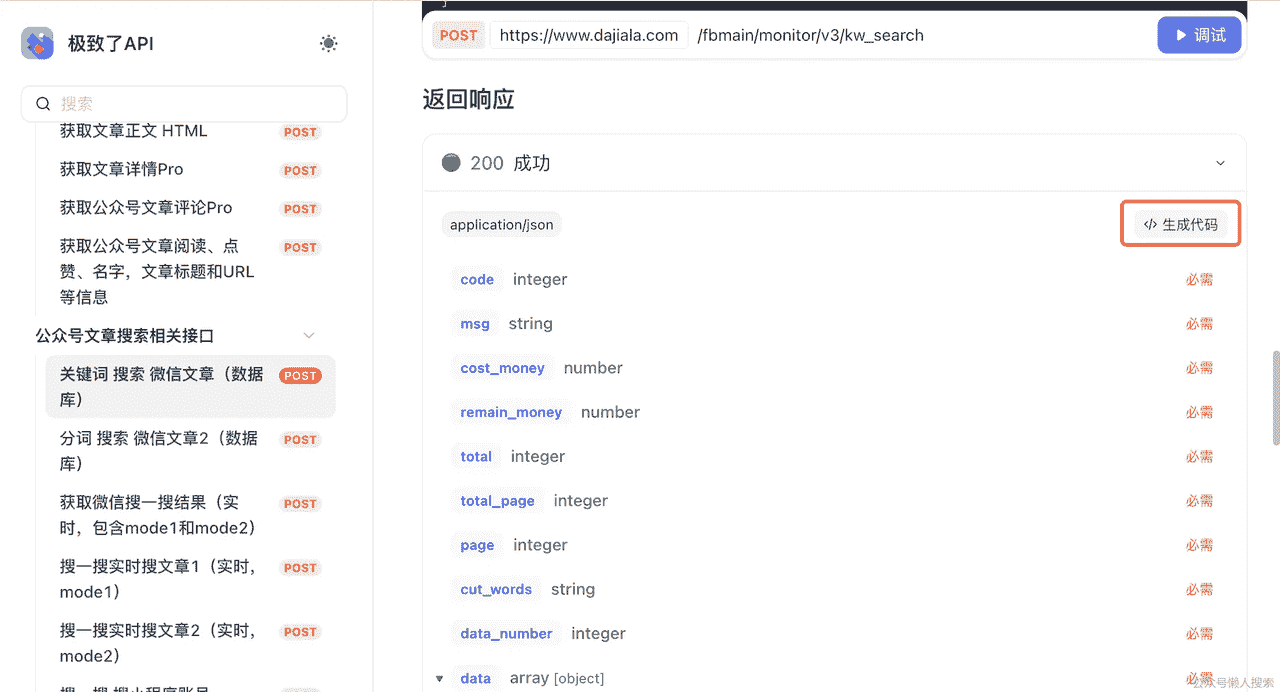 极致了API
搜索
获取文章正文 HTML POST
获取文章详情Pro POST
获取公众号文章评论Pro POST
获取公众号文章阅读、点 POST
赞、名字，文章标题和URL
等信息
公众号文章搜索相关接口
关键词 搜索 微信文章（数据 POST
库）
分词 搜索 微信文章2（数据 POST
库）
获取微信搜一搜结果（实 POST
时，包含mode1和mode2）
搜一搜实时搜文章1（实时， POST
mode1）
搜一搜实时搜文章2（实时， POST
mode2）
POST https://www.dajiala.com /fbmain/monitor/v3/kw_search 调试
返回响应
200 成功
application/json </> 生成代码
code integer 必需
msg string 必需
cost_money number 必需
remain_money number 必需
total integer 必需
total_page integer 必需
page integer 必需
cut_words string 必需
data_number integer 必需
data array [object] 必需
公众号懒人搜索